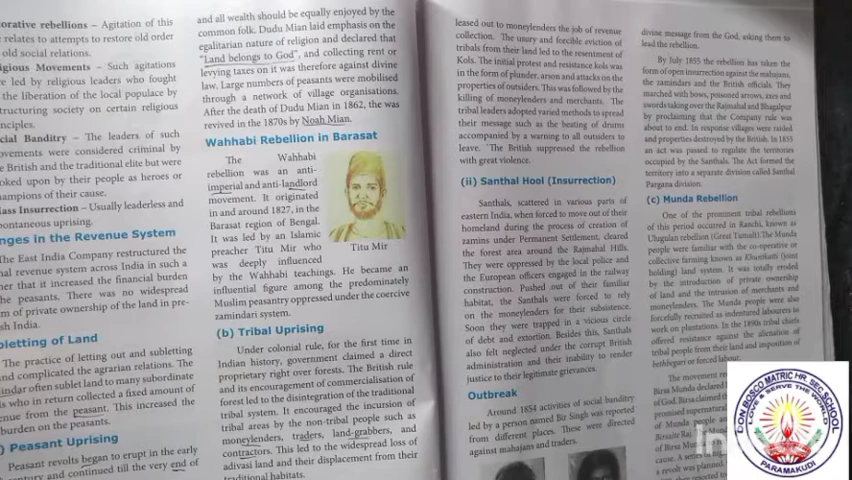 orative rebellions – Agitation of this
relates to attempts to restore old order
old social relations.
igious Movements – Such agitations
re led by religious leaders who fought
the liberation of the local populace by
structuring society on certain religious
inciples.
cial Banditry – The leaders of such
ovements were considered criminal by
e British and the traditional elite but were
oked upon by their people as heroes or
hampions of their cause.
ass Insurrection – Usually leaderless and
pontaneous uprising.
nges in the Revenue System
The East India Company restructured the
nal revenue system across India in such a
ner that it increased the financial burden
the peasants. There was no widespread
m of private ownership of the land in pre-
sh India.
bletting of Land
The practice of letting out and subletting
nd complicated the agrarian relations. The
indar often sublet land to many subordinate
s who in return collected a fixed amount of
enue from the peasant. This increased the
burden on the peasants.
) Peasant Uprising
Peasant revolts began to erupt in the early
entury and continued till the very end of
and all wealth should be equally enjoyed by the
common folk. Dudu Mian laid emphasis on the
egalitarian nature of religion and declared that
“Land belongs to God”, and collecting rent or
levying taxes on it was therefore against divine
law. Large numbers of peasants were mobilised
through a network of village organisations.
After the death of Dudu Mian in 1862, the was
revived in the 1870s by Noah Mian.
Wahhabi Rebellion in Barasat
The Wahhabi
rebellion was an anti-
imperial and anti-landlord
movement. It originated
in and around 1827, in the
Barasat region of Bengal.
It was led by an Islamic
preacher Titu Mir who
was deeply influenced
by the Wahhabi teachings. He became an
influential figure among the predominately
Muslim peasantry oppressed under the coercive
zamindari system.
Titu Mir
(b) Tribal Uprising
Under colonial rule, for the first time in
Indian history, government claimed a direct
proprietary right over forests. The British rule
and its encouragement of commercialisation of
forest led to the disintegration of the traditional
tribal system. It encouraged the incursion of
tribal areas by the non-tribal people such as
moneylenders, traders, land-grabbers, and
contractors. This led to the widespread loss of
adivasi land and their displacement from their
traditional habitats.
leased out to moneylenders the job of revenue
collection. The usury and forcible eviction of
tribals from their land led to the resentment of
Kols. The initial protest and resistance kols was
in the form of plunder, arson and attacks on the
properties of outsiders. This was followed by the
killing of moneylenders and merchants. The
tribal leaders adopted varied methods to spread
their message such as the beating of drums
accompanied by a warning to all outsiders to
leave. The British suppressed the rebellion
with great violence.
(ii) Santhal Hool (Insurrection)
Santhals, scattered in various parts of
eastern India, when forced to move out of their
homeland during the process of creation of
zamins under Permanent Settlement, cleared
the forest area around the Rajmahal Hills.
They were oppressed by the local police and
the European officers engaged in the railway
construction. Pushed out of their familiar
habitat, the Santhals were forced to rely
on the moneylenders for their subsistence.
Soon they were trapped in a vicious circle
of debt and extortion. Besides this, Santhals
also felt neglected under the corrupt British
administration and their inability to render
justice to their legitimate grievances.
Outbreak
Around 1854 activities of social banditry
led by a person named Bir Singh was reported
from different places. These were directed
against mahajans and traders.
divine message from the God, asking them to
lead the rebellion.
By July 1855 the rebellion has taken the
form of open insurrection against the mahajans,
the zamindars and the British officials. They
marched with bows, poisoned arrows, axes and
swords taking over the Rajmahal and Bhagalpur
by proclaiming that the Company rule was
about to end. In response villages were raided
and properties destroyed by the British. In 1855
an act was passed to regulate the territories
occupied by the Santhals. The Act formed the
territory into a separate division called Santhal
Pargana division.
(c) Munda Rebellion
One of the prominent tribal rebellions
of this period occurred in Ranchi, known as
Ulugulan rebellion (Great Tumult).The Munda
people were familiar with the co-operative or
collective farming known as Khuntkatti (joint
holding) land system. It was totally eroded
by the introduction of private ownership
of land and the intrusion of merchants and
moneylenders. The Munda people were also
forcefully recruited as indentured labourers to
work on plantations. In the 1890s tribal chiefs
offered resistance against the alienation of
tribal people from their land and imposition of
bethbegari or forced labour.
The movement re
Birsa Munda declared
of God. Birsa claimed th
promised supernatural
of Munda people an
Birsaite Raj.
of Birsa Mun
cause. A series
a revolt was planned
DON BOSCO MATRIC HR. SEC SCHOOL
LOVE & SERVE THE WORLD
PARAMAKUDI